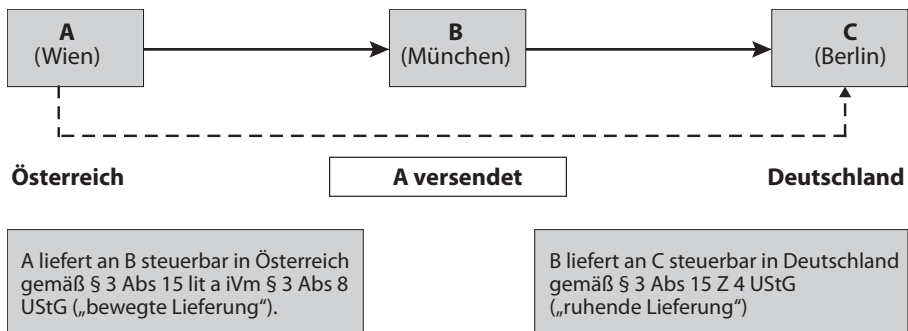 A
(Wien)
B
(München)
C
(Berlin)
Österreich
A versendet
Deutschland
A liefert an B steuerbar in Österreich
gemäß § 3 Abs 15 lit a iVm § 3 Abs 8
UStG („bewegte Lieferung“).
B liefert an C steuerbar in Deutschland
gemäß § 3 Abs 15 Z 4 UStG
(„ruhende Lieferung“)